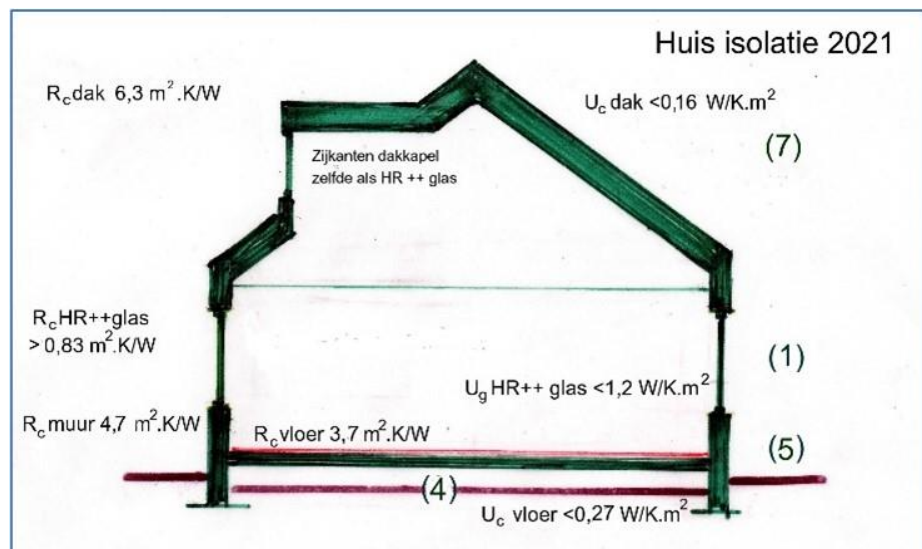 Huis isolatie 2021
R_c dak 6,3 m².K/W
U_c dak <0,16 W/K.m²
(7)
Zijkanten dakkapel
zelfde als HR ++ glas
R_c HR++glas
> 0,83 m².K/W
(1)
U_g HR++ glas <1,2 W/K.m²
R_c muur 4,7 m².K/W
R_c vloer 3,7 m².K/W
(5)
(4)
U_c vloer <0,27 W/K.m²